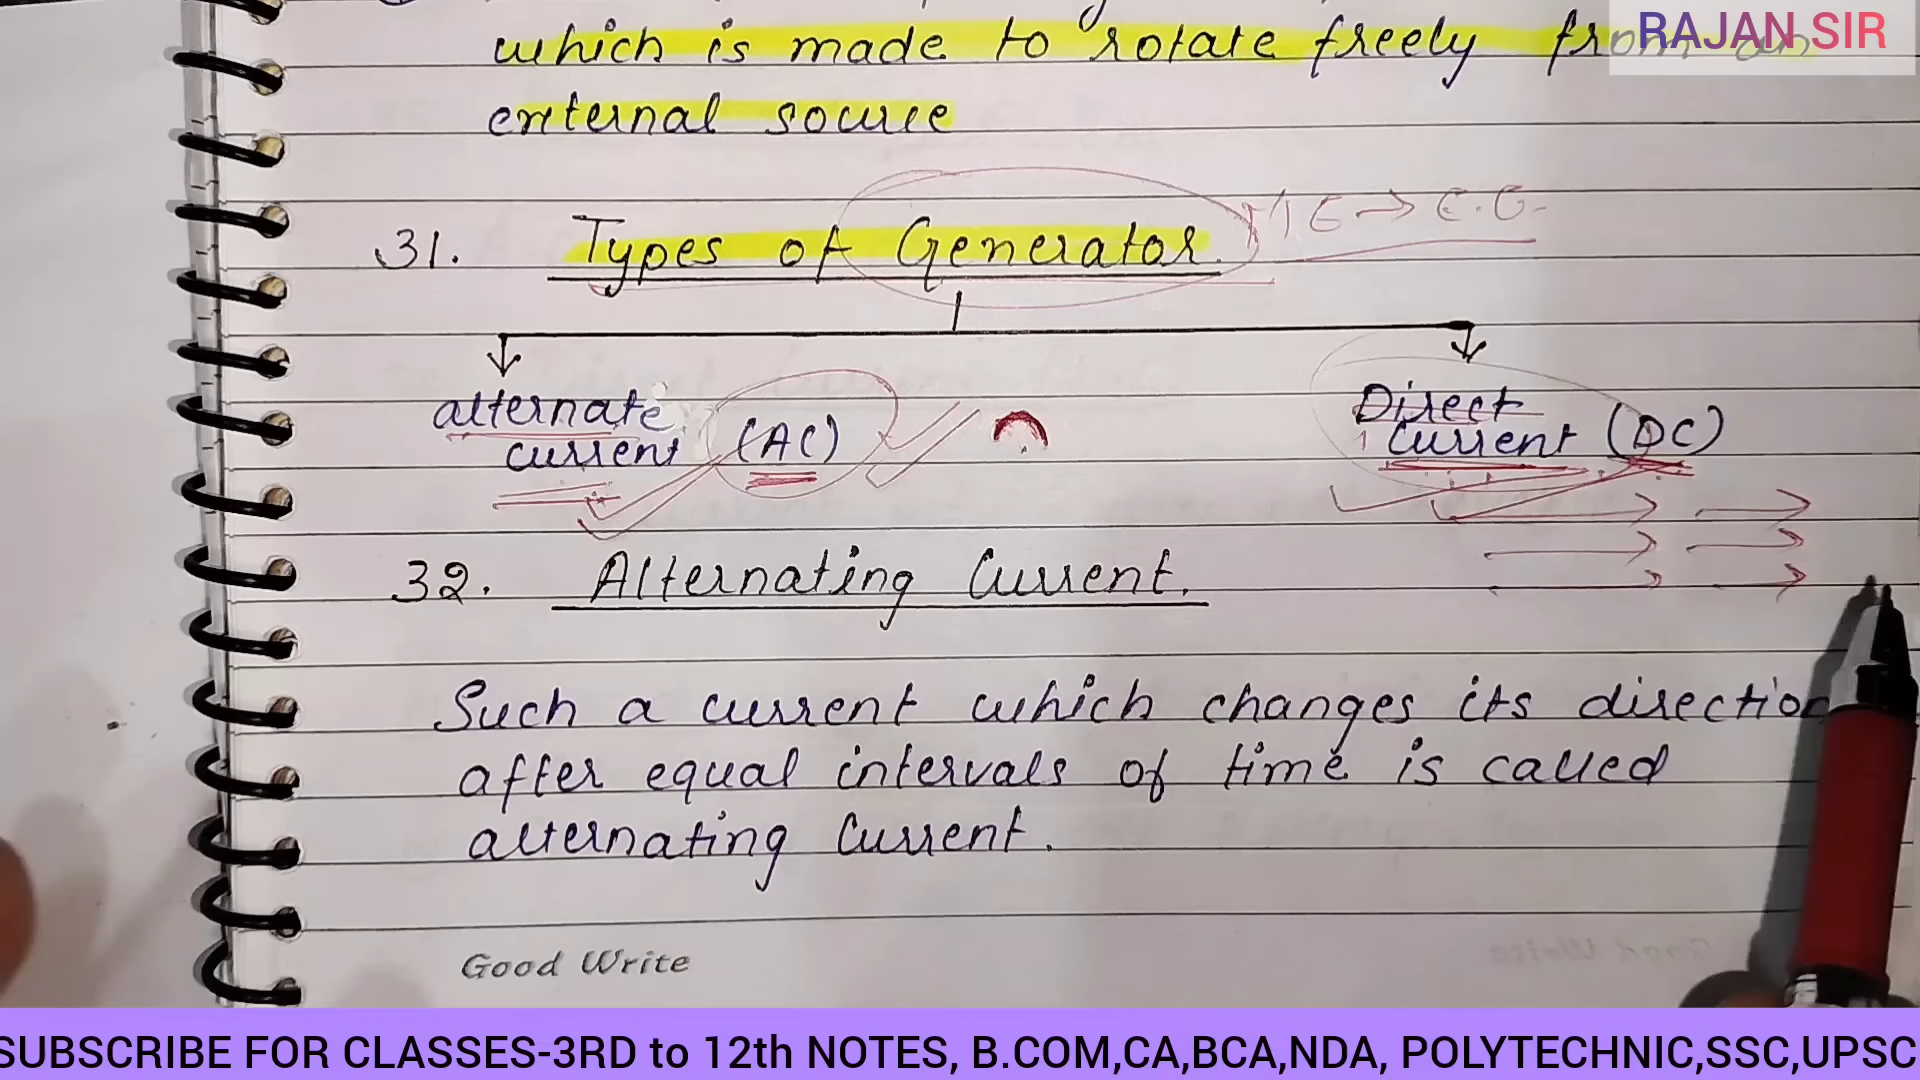 which is made to rotate freely from an
RAJAN SIR
external source
31. Types of Generator.
M E → E.E.
alternate current (AC)
Direct current (DC)
32. Alternating Current.
Such a current which changes its direction
after equal intervals of time is called
alternating current.
Good Write
SUBSCRIBE FOR CLASSES-3RD to 12th NOTES, B.COM,CA,BCA,NDA, POLYTECHNIC,SSC,UPSC